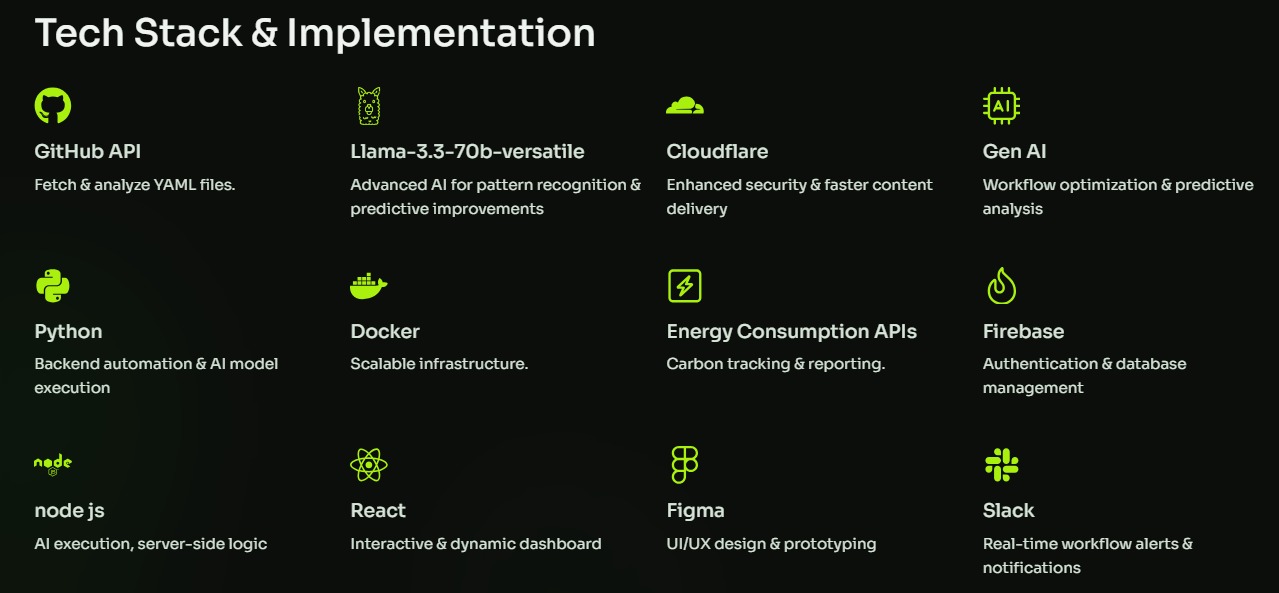 Tech Stack & Implementation
AI
GitHub API
Fetch & analyze YAML files.
Llama-3.3-70b-versatile
Advanced AI for pattern recognition &
predictive improvements
Cloudflare
Enhanced security & faster content
delivery
Gen AI
Workflow optimization & predictive
analysis
Python
Backend automation & AI model
execution
Docker
Scalable infrastructure.
Energy Consumption APIs
Carbon tracking & reporting.
Firebase
Authentication & database
management
node
JS
node js
AI execution, server-side logic
React
Interactive & dynamic dashboard
Figma
UI/UX design & prototyping
Slack
Real-time workflow alerts &
notifications